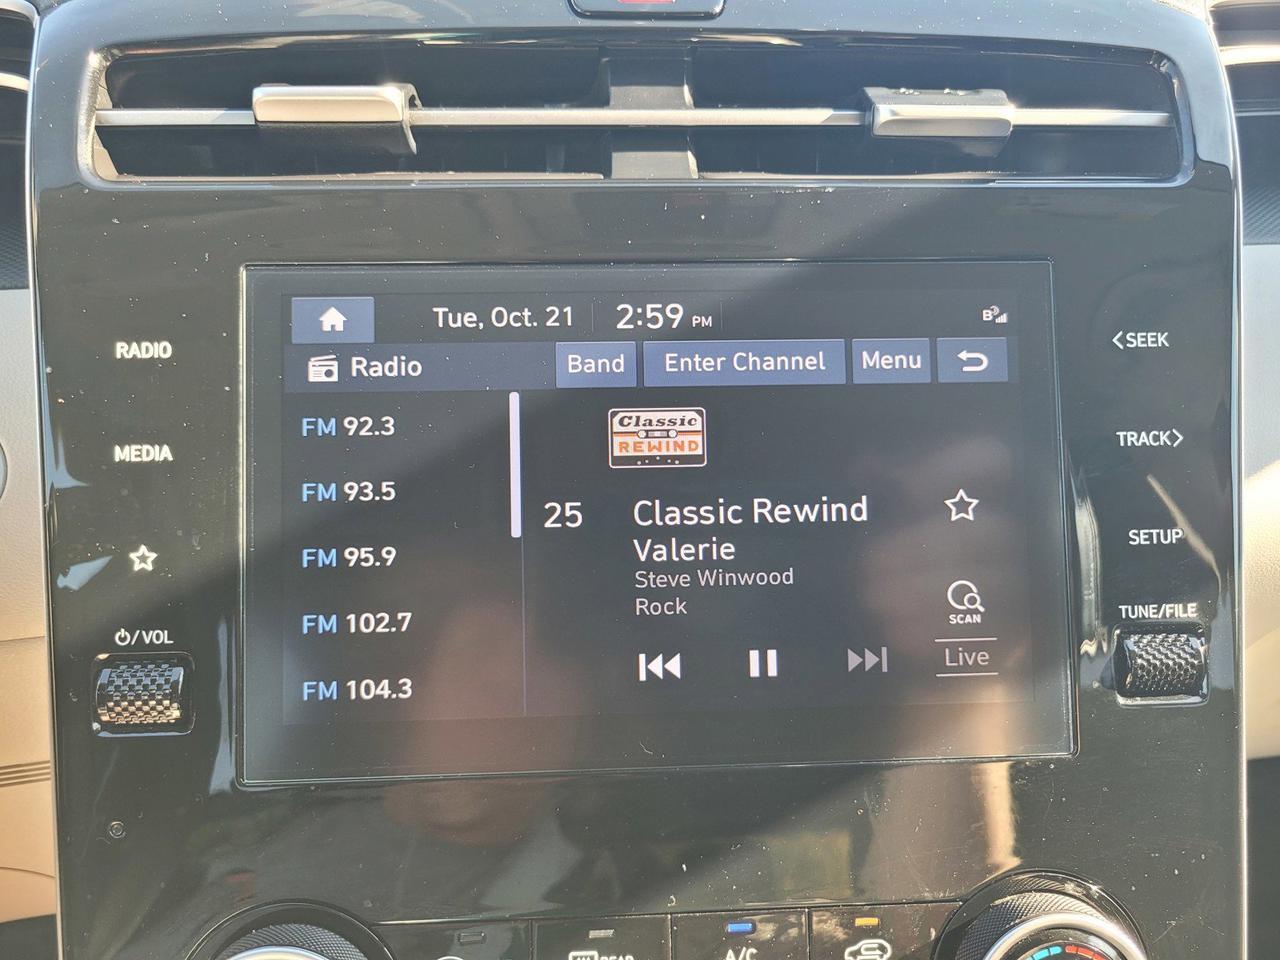 Tue, Oct. 21 2:59 PM B
RADIO
Radio Band Enter Channel Menu
<SEEK
FM 92.3
Classic
REWIND
MEDIA
TRACK>
FM 93.5
25 Classic Rewind
Valerie
SETUP
FM 95.9
Steve Winwood
Rock
SCAN
/VOL
FM 102.7
TUNE/FILE
Live
FM 104.3
REAR
A/C